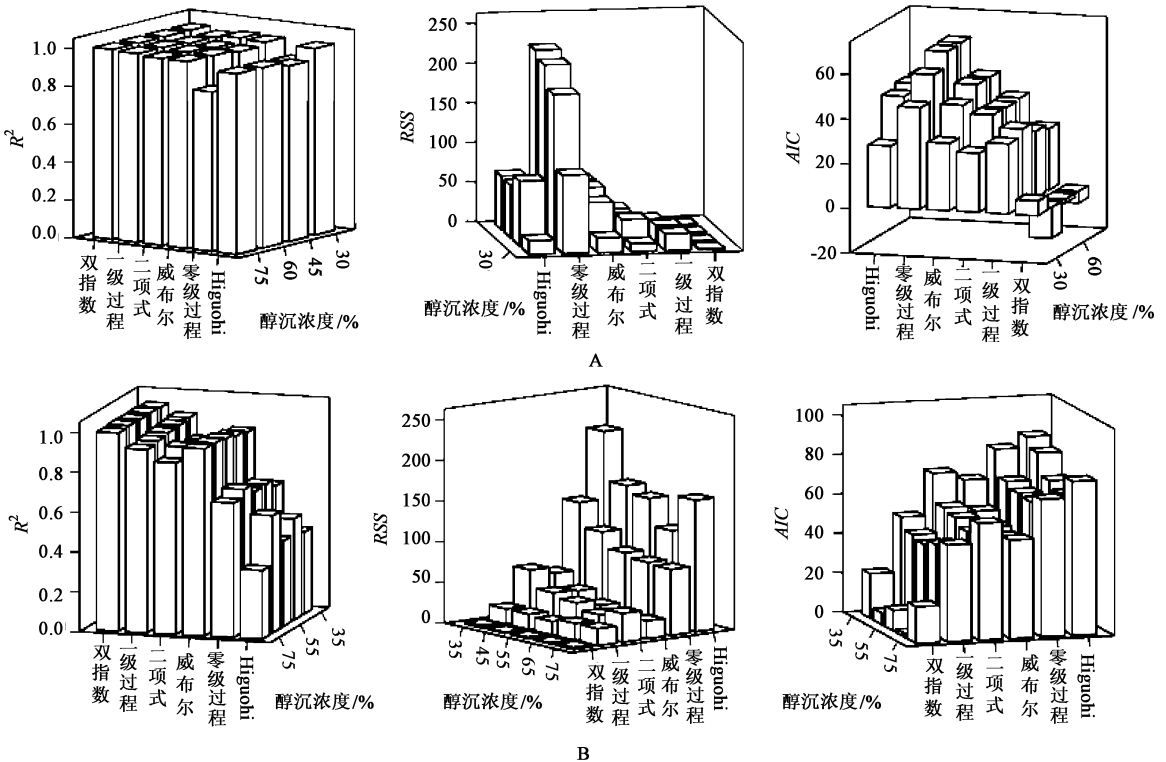 1.0
0.8
0.6
0.4
0.2
0.0
R²
双指数
一级过程
二项式
威布尔
零级过程
Higuohi
75
60
45
30
醇沉浓度/%
250
200
150
100
50
0
RSS
30
醇沉浓度/%
Higuohi
零级过程
威布尔
二项式
一级过程
双指数
60
40
20
0
-20
AIC
Higuohi
零级过程
威布尔
二项式
一级过程
双指数
30
60
醇沉浓度/%
A
1.0
1.2
0.8
0.6
0.4
0.0
R²
双指数
一级过程
二项式
威布尔
零级过程
Higuohi
75
55
35
醇沉浓度/%
250
200
150
100
50
0
RSS
35
45
55
65
75
醇沉浓度/%
双指数
一级过程
二项式
威布尔
零级过程
Higuohi
100
80
60
40
20
0
AIC
35
55
75
醇沉浓度/%
双指数
一级过程
二项式
威布尔
零级过程
Higuohi
B